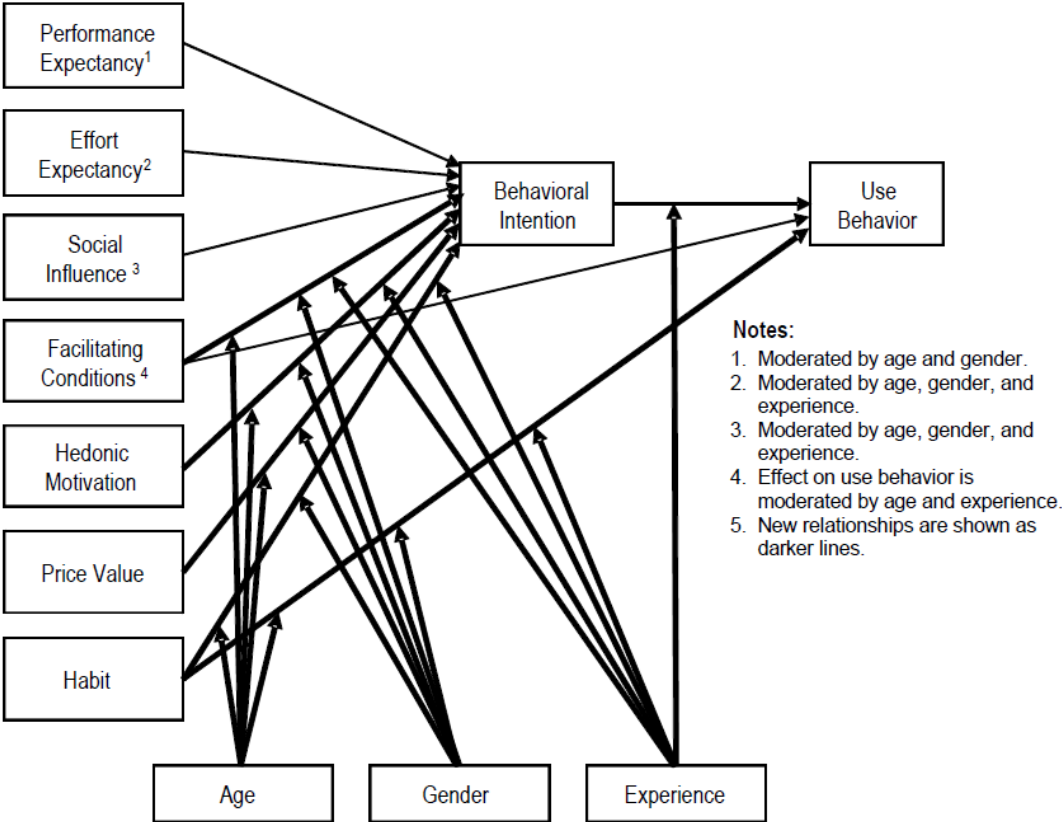 Performance
Expectancy1
Effort
Expectancy2
Social
Influence 3
Facilitating
Conditions 4
Hedonic
Motivation
Price Value
Habit
Behavioral
Intention
Use
Behavior
Notes:
1. Moderated by age and gender.
2. Moderated by age, gender, and
experience.
3. Moderated by age, gender, and
experience.
4. Effect on use behavior is
moderated by age and experience.
5. New relationships are shown as
darker lines.
Age
Gender
Experience